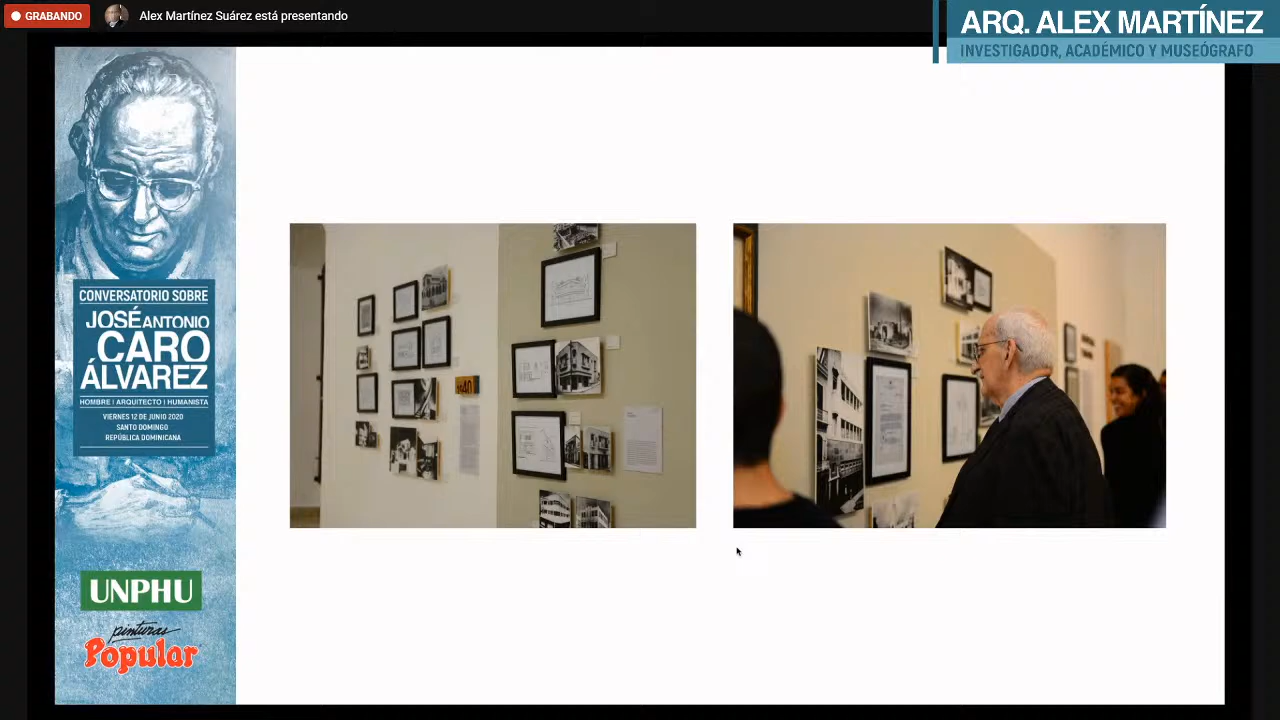 GRABANDO
Alex Martínez Suárez está presentando
ARQ. ALEX MARTÍNEZ
INVESTIGADOR, ACADÉMICO Y MUSEÓGRAFO
CONVERSATORIO SOBRE
JOSÉ ANTONIO
CARO
ÁLVAREZ
HOMBRE | ARQUITECTO | HUMANISTA
VIERNES 12 DE JUNIO 2020
SANTO DOMINGO
REPÚBLICA DOMINICANA
UNPHU
pinturas
Popular